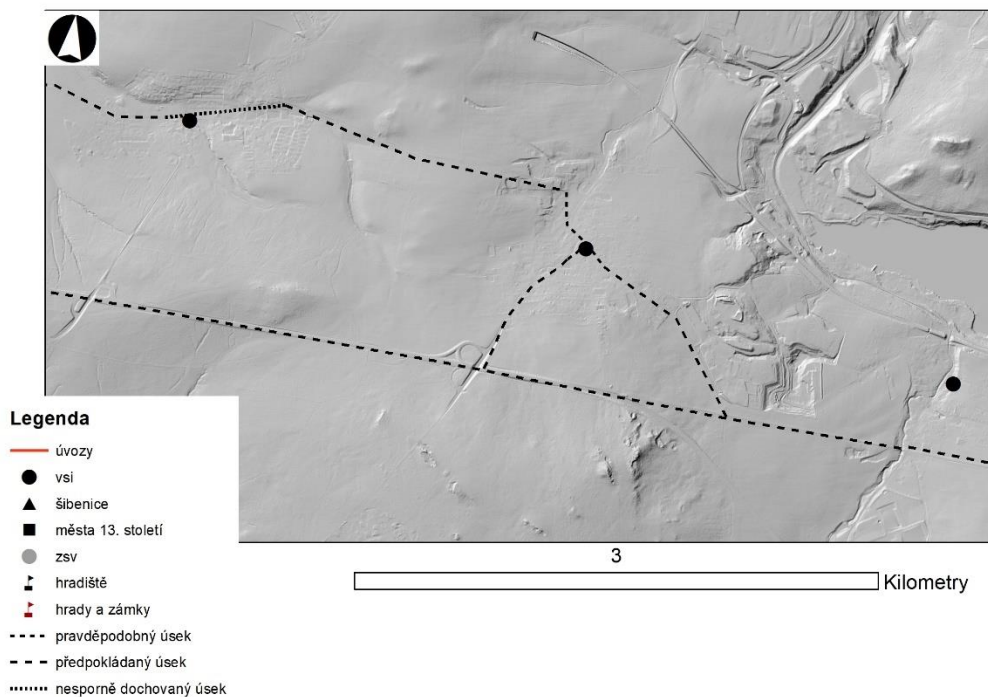 Legenda
úvozy
vsi
šibenice
města 13. století
zsv
hradiště
hrady a zámky
pravděpodobný úsek
předpokládaný úsek
nesporně dochovaný úsek
3
Kilometry